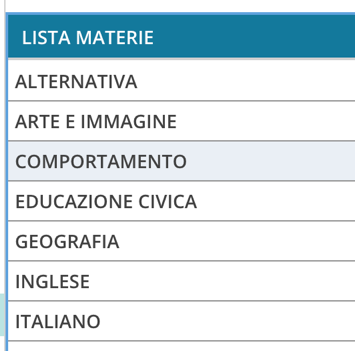 LISTA MATERIE
ALTERNATIVA
ARTE E IMMAGINE
COMPORTAMENTO
EDUCAZIONE CIVICA
GEOGRAFIA
INGLESE
ITALIANO